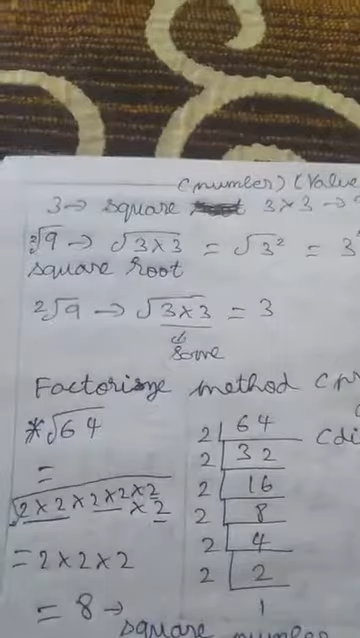 (number) (Value
3 → square 3 × 3 →
²√9 → √3×3 = √3² = 3
square root
²√9 → √3×3 = 3
same
Factorise method (
*√64
=
√2×2×2×2×2×2
= 2×2×2
= 8 →
square number
2 | 64
2 | 32 (di
2 | 16
2 | 8
2 | 4
2 | 2
1